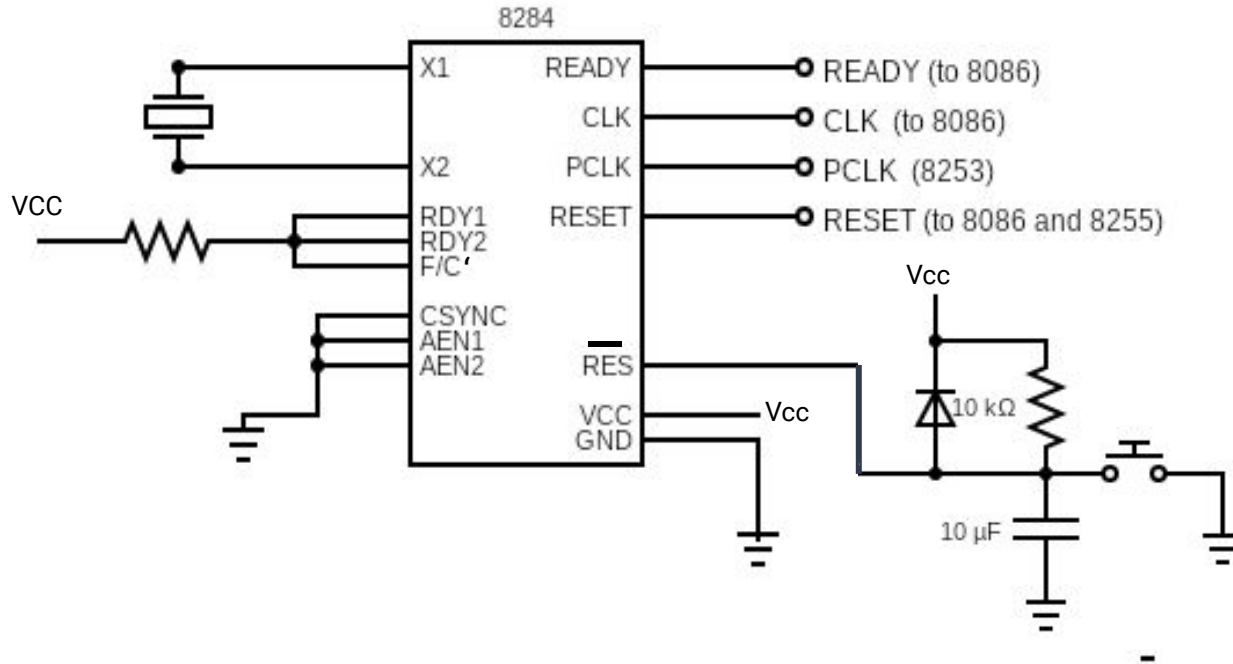 8284
X1
READY
READY (to 8086)
CLK
CLK (to 8086)
X2
PCLK
PCLK (8253)
VCC
RDY1
RESET
RESET (to 8086 and 8255)
RDY2
F/C‘
Vcc
CSYNC
AEN1
AEN2
RES
10 kΩ
VCC
Vcc
GND
10 µF